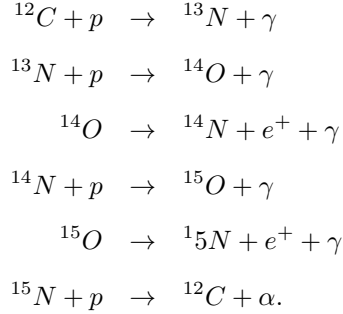 ¹²C + p → ¹³N + γ
¹³N + p → ¹⁴O + γ
¹⁴O → ¹⁴N + e⁺ + γ
¹⁴N + p → ¹⁵O + γ
¹⁵O → ¹5N + e⁺ + γ
¹⁵N + p → ¹²C + α.